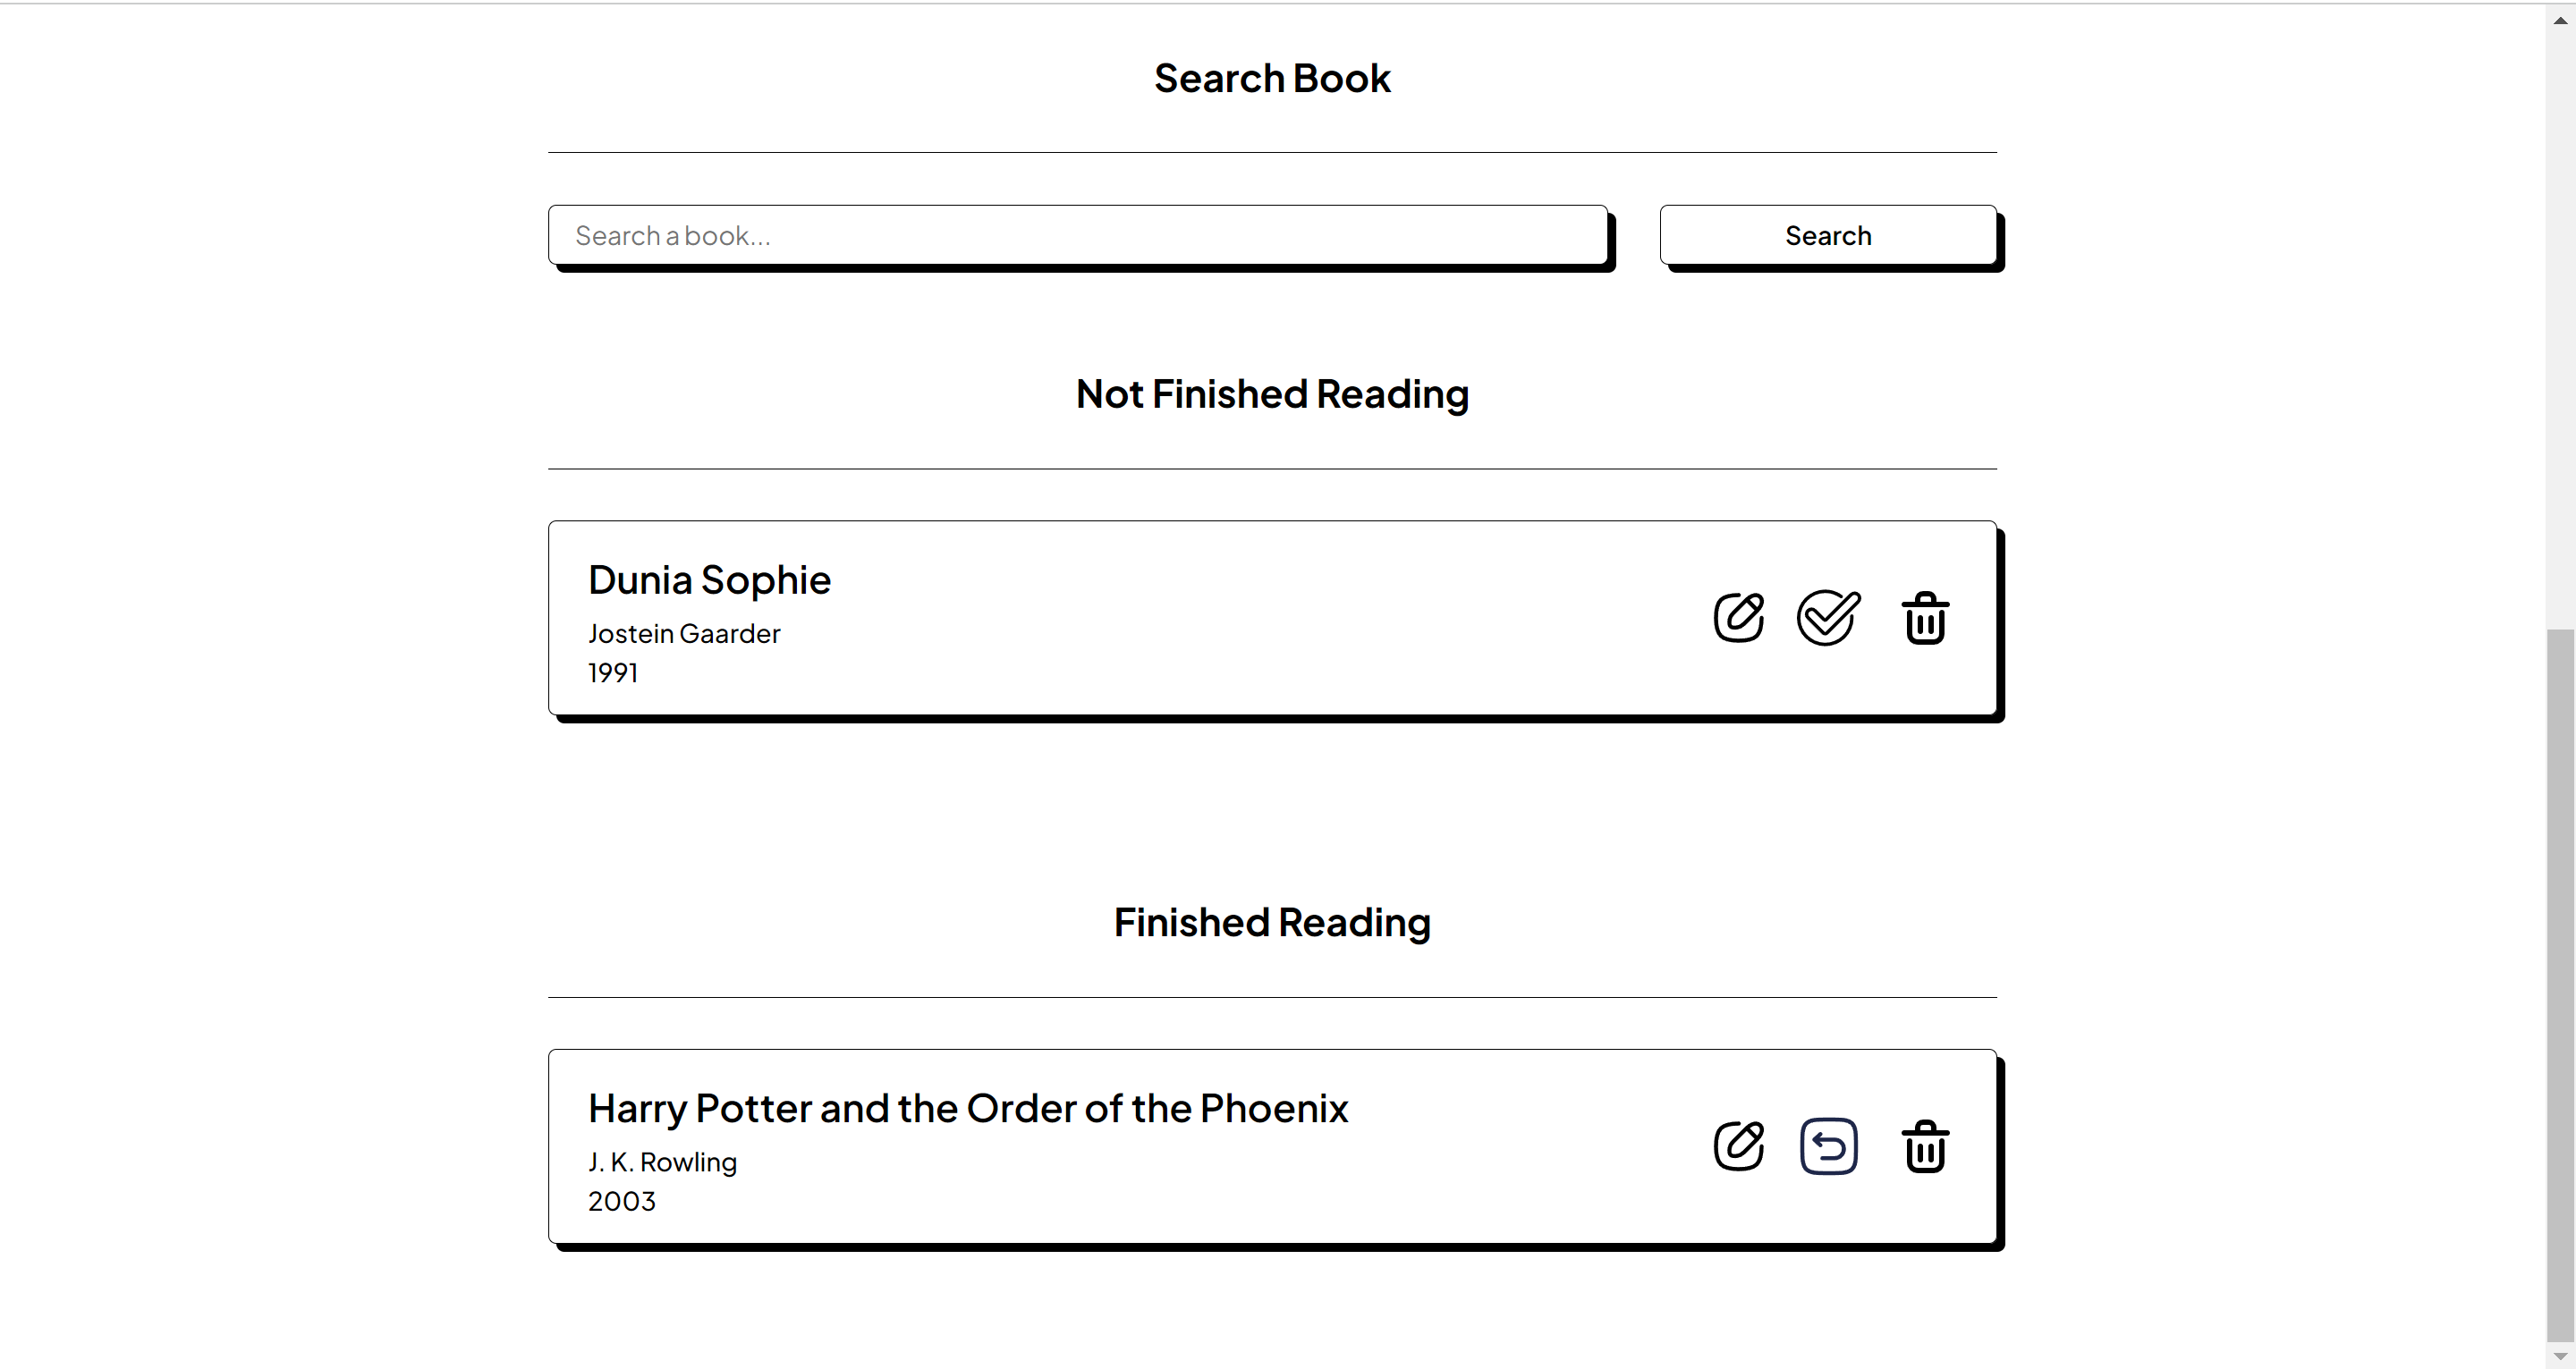 Search Book
Search a book...
Search
Not Finished Reading
Dunia Sophie
Jostein Gaarder
1991
Finished Reading
Harry Potter and the Order of the Phoenix
J. K. Rowling
2003